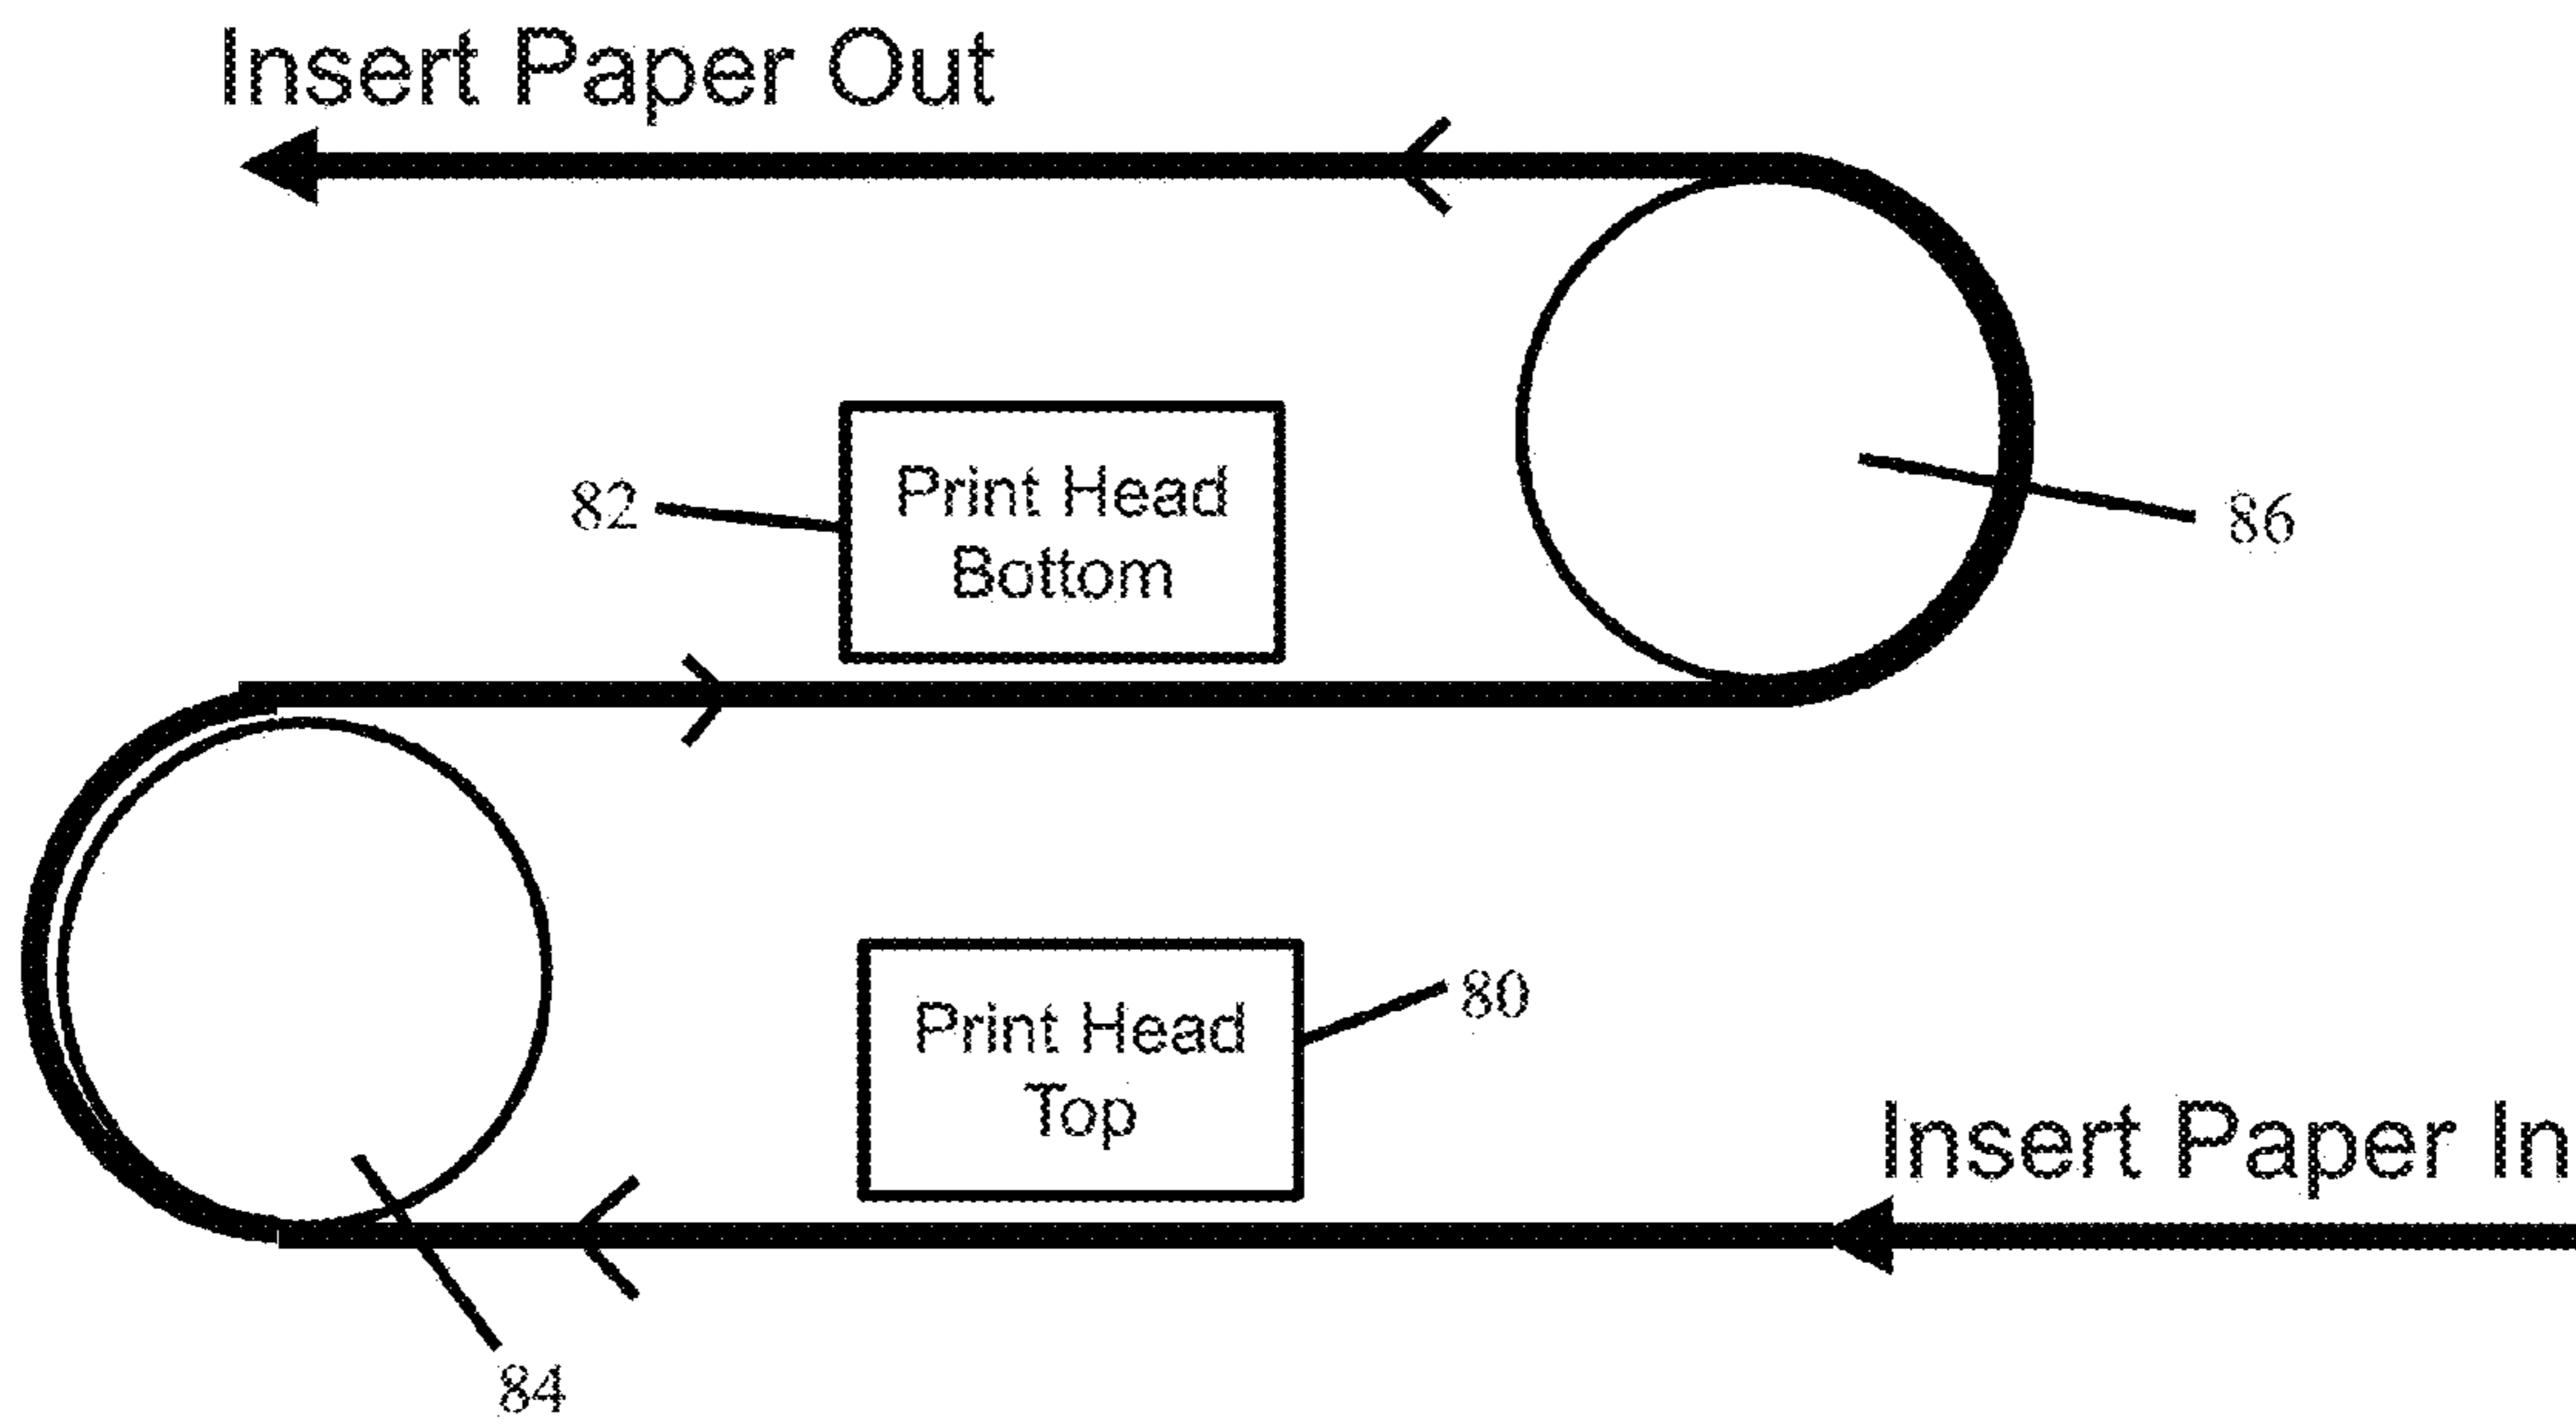 Insert Paper Out
82
Print Head
Bottom
86
Print Head
Top
80
Insert Paper In
84